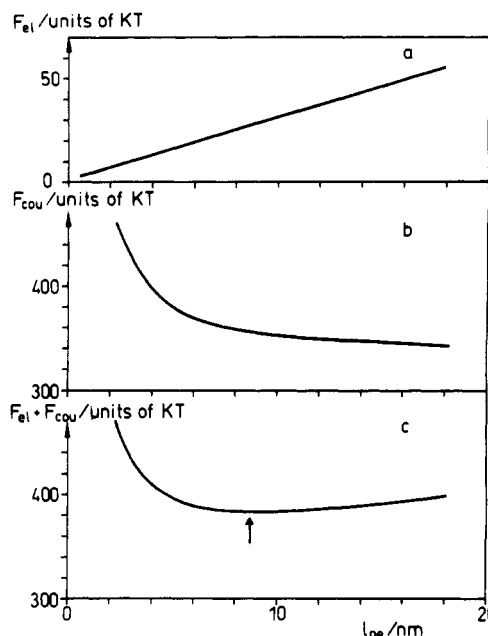 F_el /units of KT
a
50
0
F_cou /units of KT
b
400
300
F_el + F_cou /units of KT
c
400
300
0 10 20
l_pe /nm